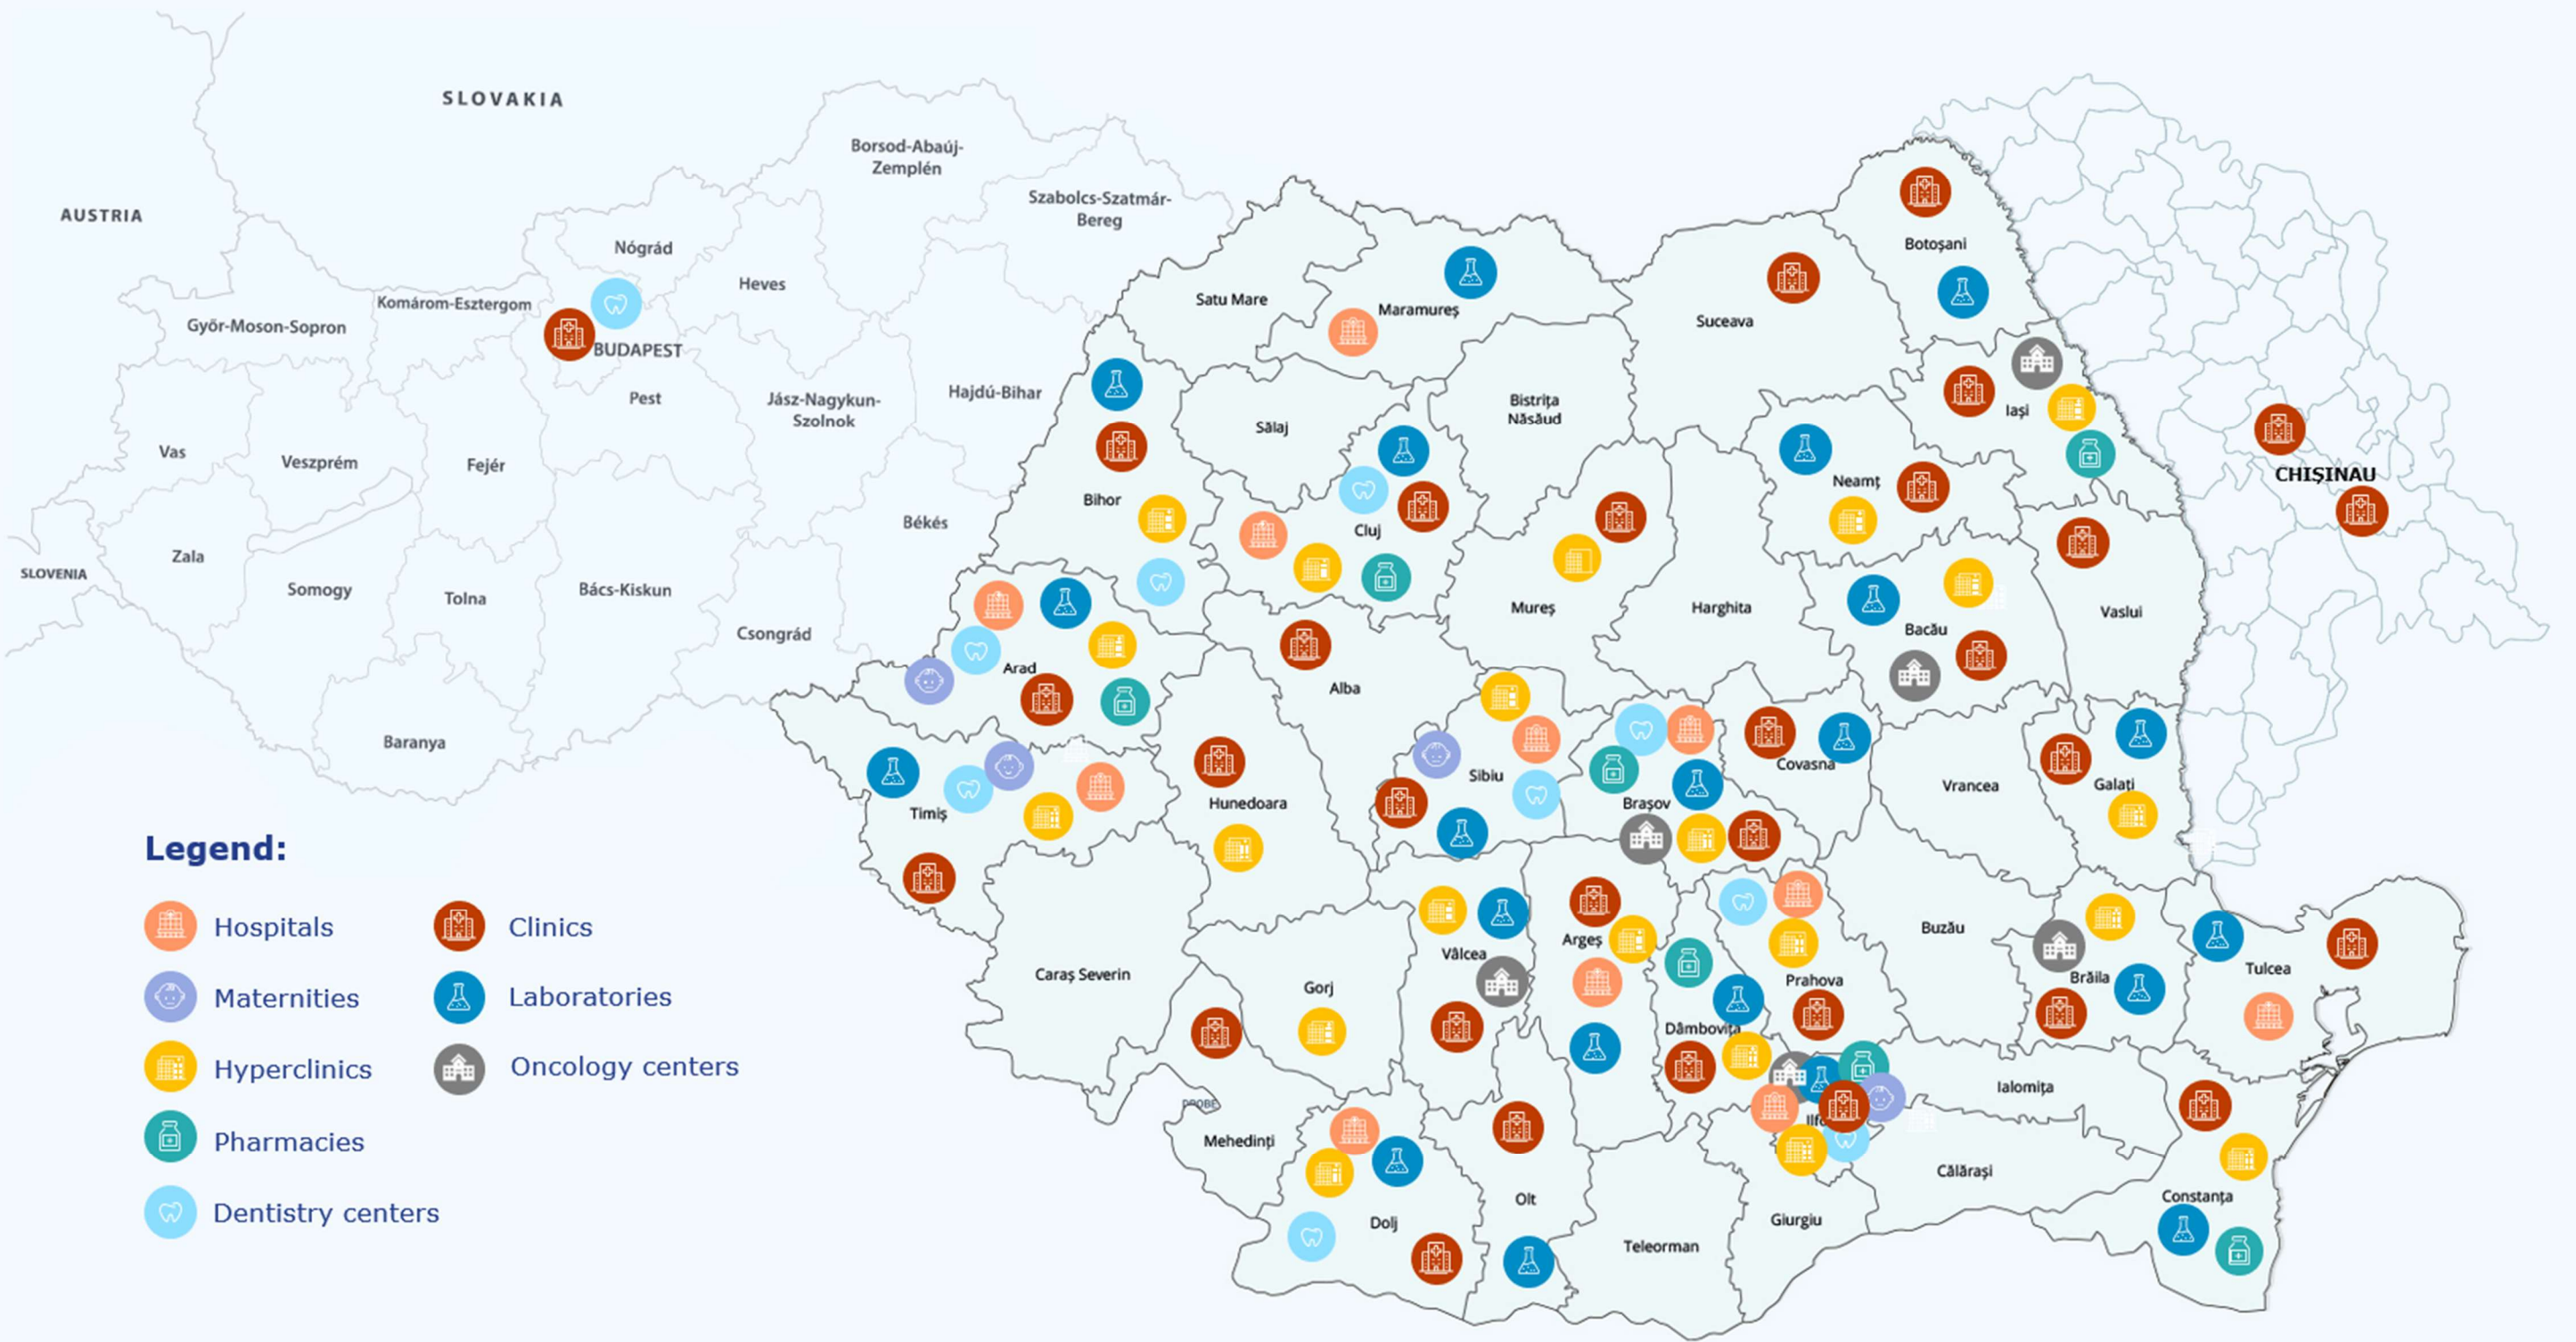 SLOVAKIA
AUSTRIA
Borsod-Abaúj-
Zemplén
Szabolcs-Szatmár-
Bereg
Nógrád
Heves
Komárom-Esztergom
Győr-Moson-Sopron
BUDAPEST
Pest
Jász-Nagykun-
Szolnok
Hajdú-Bihar
Vas
Veszprém
Fejér
Békés
Zala
SLOVENIA
Somogy
Tolna
Bács-Kiskun
Csongrád
Baranya
Botoșani
Satu Mare
Maramureș
Suceava
Bistrița
Năsăud
Sălaj
Iași
CHIȘINAU
Bihor
Cluj
Neamț
Mureș
Harghita
Bacău
Vaslui
Arad
Alba
Timiș
Hunedoara
Sibiu
Brașov
Covasna
Vrancea
Galați
Caraș Severin
Gorj
Vâlcea
Argeș
Prahova
Dâmbovița
Buzău
Brăila
Tulcea
DROBE
Mehedinți
Ilfo
Ialomița
Călărași
Constanța
Dolj
Olt
Teleorman
Giurgiu
Legend:
Hospitals
Maternities
Hyperclinics
Pharmacies
Dentistry centers
Clinics
Laboratories
Oncology centers